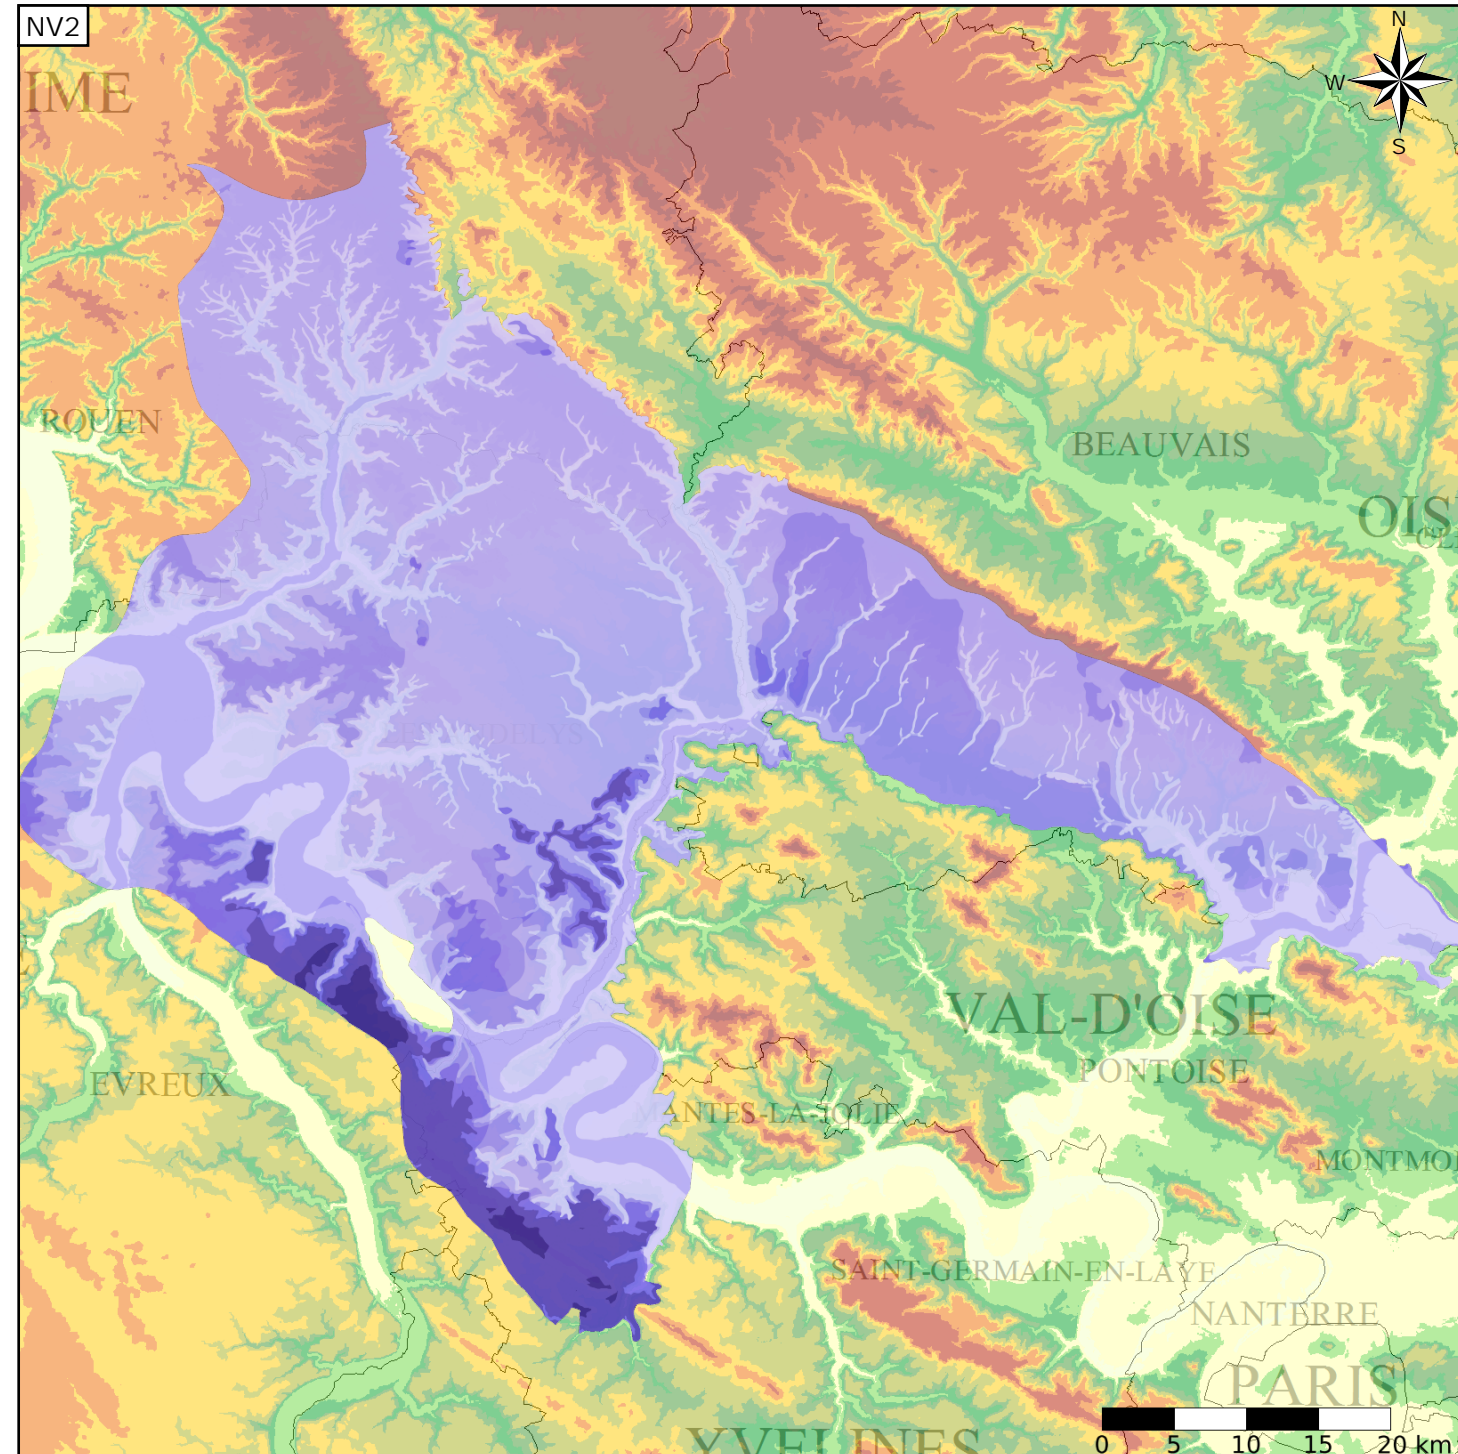 NV2
N
IME
W
S
ROUEN
BEAUVAIS
OIS
VAL-D'OISE
PONTOISE
EVREUX
MANTES-LA-JOLIE
MONTMO
SAINT-GERMAIN-EN-LAYE
NANTERRE
PARIS
YVELINES
0 5 10 15 20 km